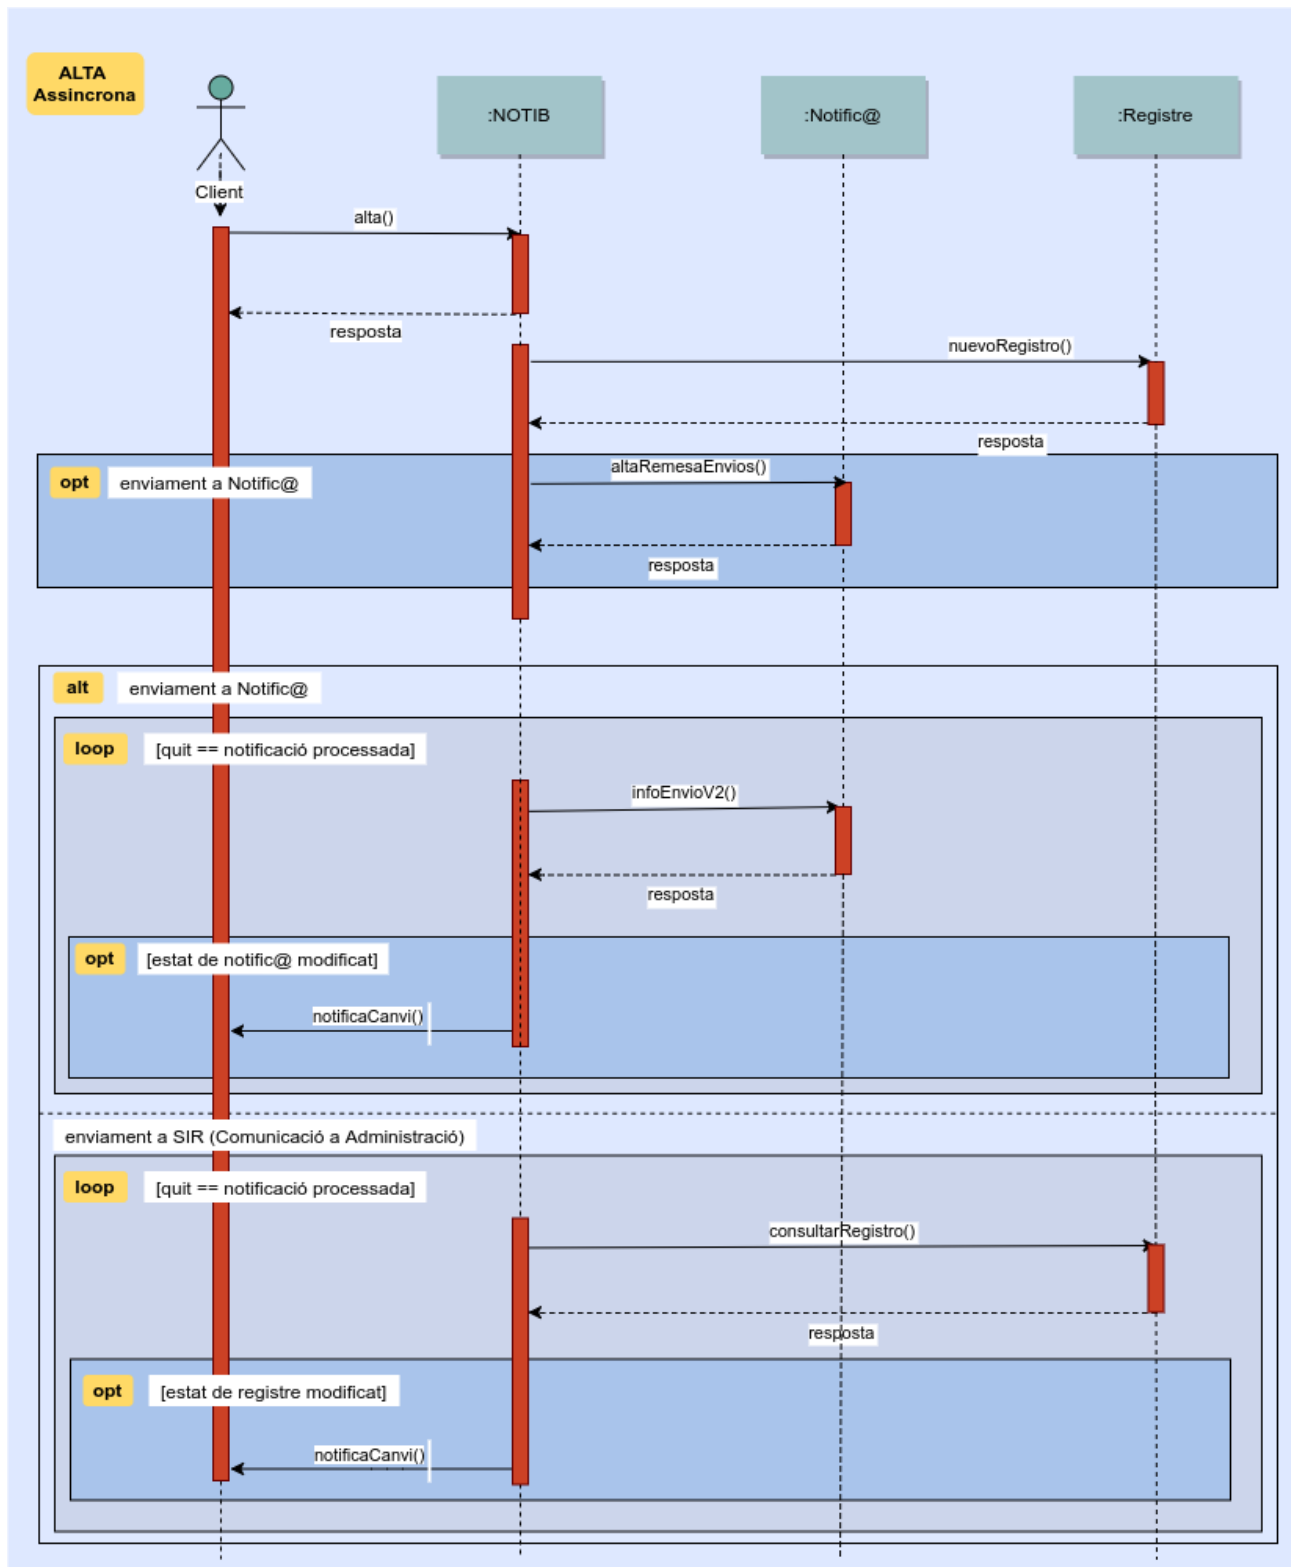 ALTA
Assincrona
:NOTIB
:Notific@
:Registre
Client
alta()
resposta
nuevoRegistro()
resposta
opt
enviament a Notific@
altaRemesaEnvios()
resposta
alt
enviament a Notific@
loop
[quit == notificació processada]
infoEnvioV2()
resposta
opt
[estat de notific@ modificat]
notificaCanvi()
enviament a SIR (Comunicació a Administració)
loop
[quit == notificació processada]
consultarRegistro()
resposta
opt
[estat de registre modificat]
notificaCanvi()